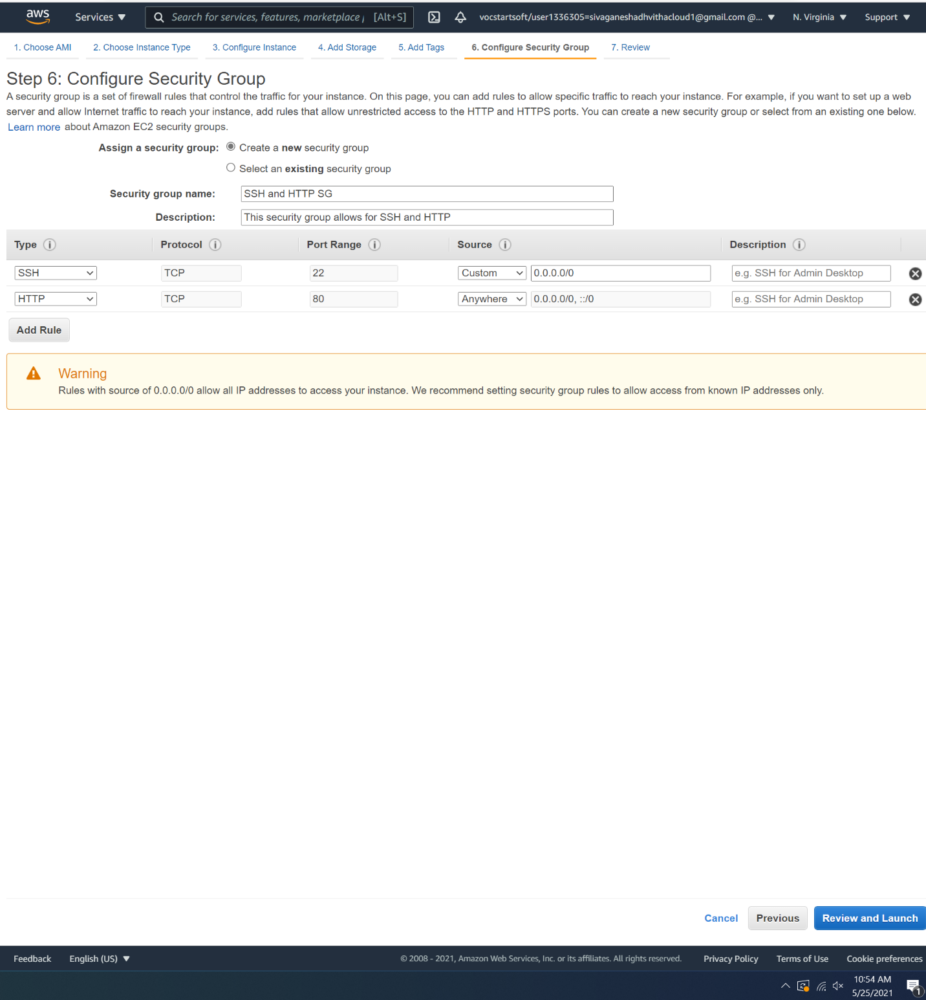 aws Services Search for services, features, marketplace [Alt+S] vocstartsoft/user1336305=sivaganeshadhvithacloud1@gmail.com @... N. Virginia Support
1. Choose AMI 2. Choose Instance Type 3. Configure Instance 4. Add Storage 5. Add Tags 6. Configure Security Group 7. Review
Step 6: Configure Security Group
A security group is a set of firewall rules that control the traffic for your instance. On this page, you can add rules to allow specific traffic to reach your instance. For example, if you want to set up a web
server and allow Internet traffic to reach your instance, add rules that allow unrestricted access to the HTTP and HTTPS ports. You can create a new security group or select from an existing one below.
Learn more about Amazon EC2 security groups.
Assign a security group: Create a new security group
Select an existing security group
Security group name: SSH and HTTP SG
Description: This security group allows for SSH and HTTP
Type i Protocol i Port Range i Source i Description i
SSH TCP 22 Custom 0.0.0.0/0 e.g. SSH for Admin Desktop
HTTP TCP 80 Anywhere 0.0.0.0/0, ::/0 e.g. SSH for Admin Desktop
Add Rule
Warning
Rules with source of 0.0.0.0/0 allow all IP addresses to access your instance. We recommend setting security group rules to allow access from known IP addresses only.
Cancel Previous Review and Launch
Feedback English (US) © 2008 - 2021, Amazon Web Services, Inc. or its affiliates. All rights reserved. Privacy Policy Terms of Use Cookie preferences
10:54 AM
5/25/2021 1